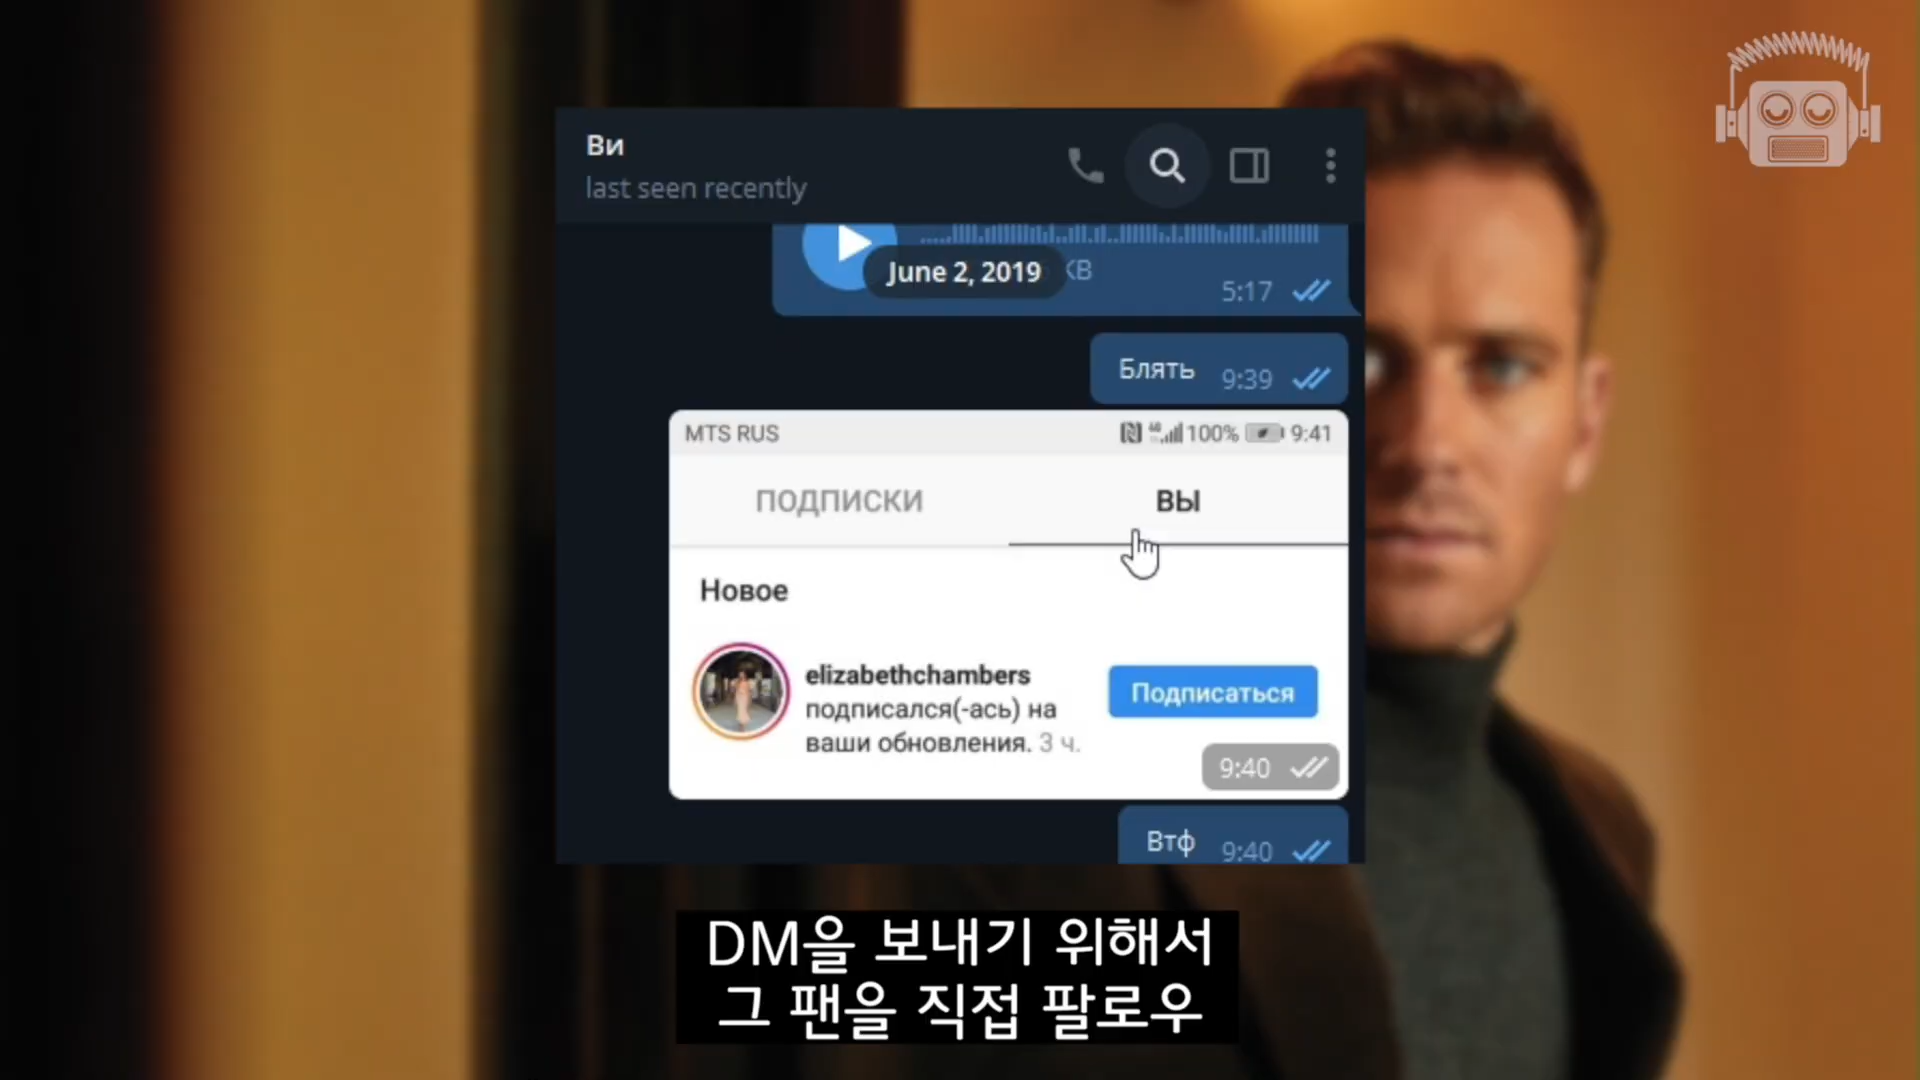 Ви
last seen recently
June 2, 2019
KB
5:17
Блять 9:39
MTS RUS
100% 9:41
ПОДПИСКИ ВЫ
Новое
elizabethchambers
подписался(-ась) на
ваши обновления. 3 ч.
Подписаться
9:40
Втф 9:40
DM을 보내기 위해서
그 팬을 직접 팔로우